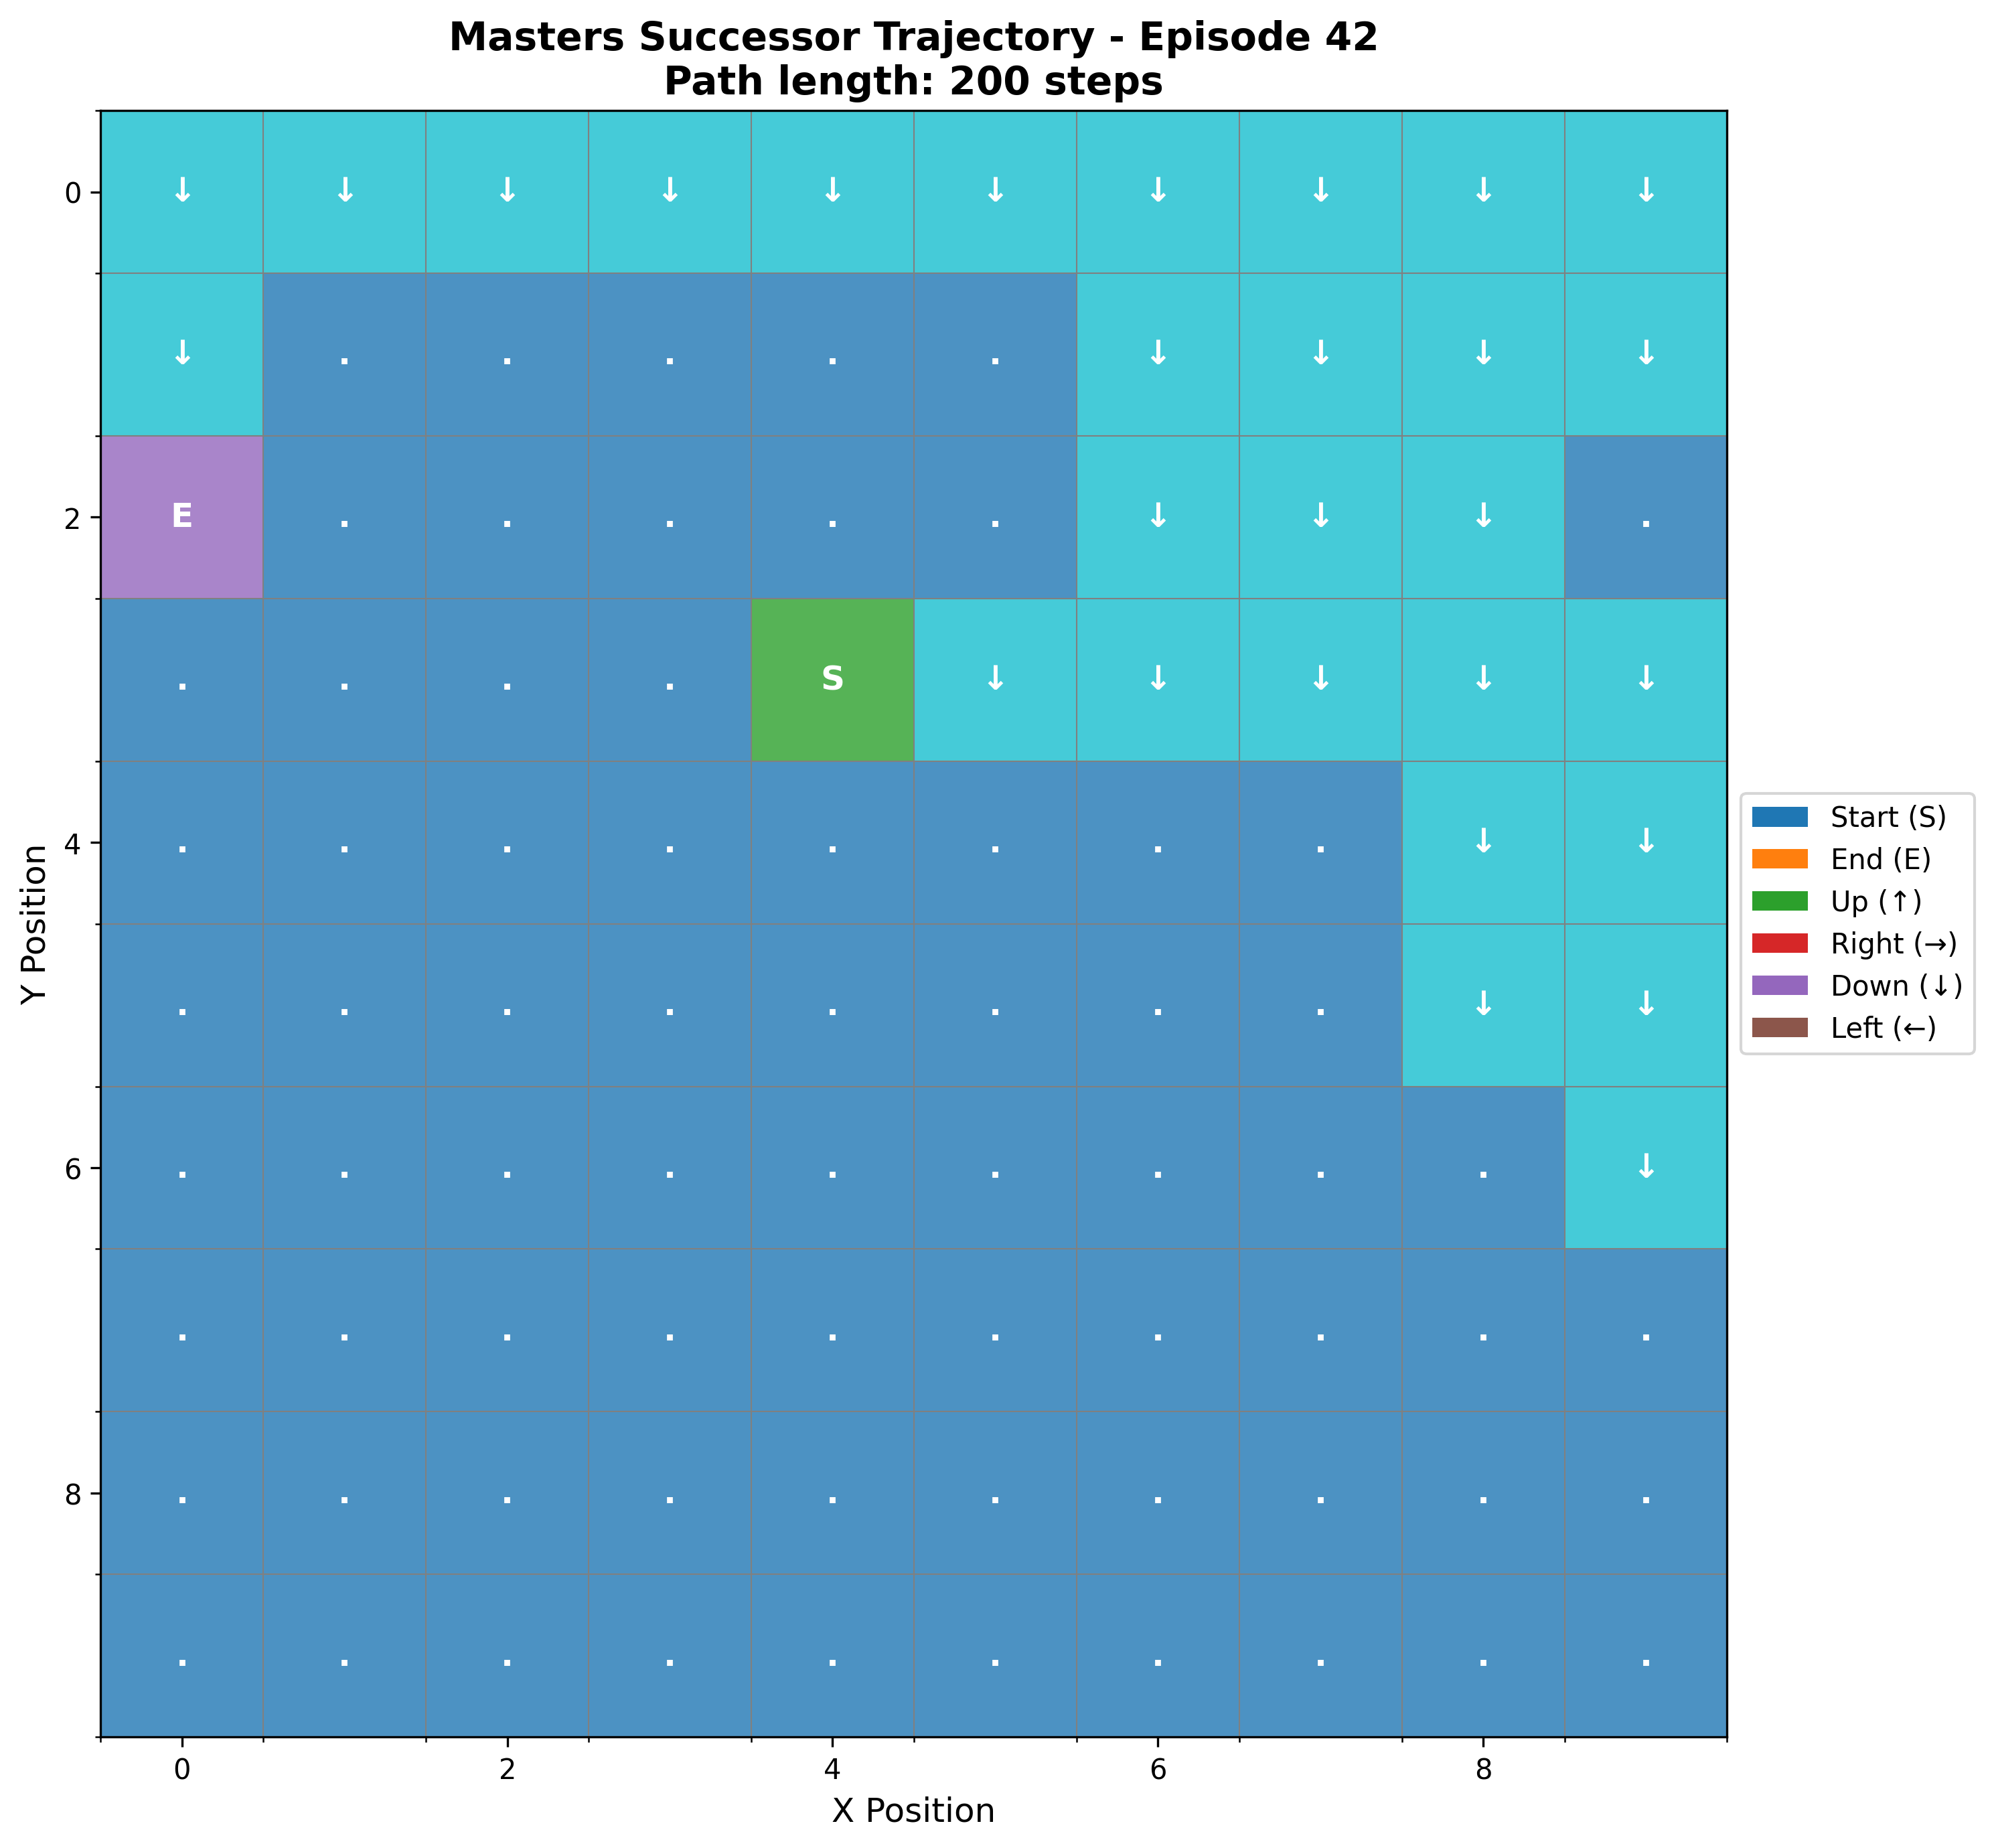 Masters Successor Trajectory - Episode 42
Path length: 200 steps
0 ↓ ↓ ↓ ↓ ↓ ↓ ↓ ↓ ↓ ↓
↓ . . . . . ↓ ↓ ↓ ↓
2 E . . . . . ↓ ↓ ↓ .
. . . . S ↓ ↓ ↓ ↓ ↓
4 . . . . . . . . ↓ ↓
. . . . . . . . ↓ ↓
6 . . . . . . . . . ↓
. . . . . . . . . .
8 . . . . . . . . . .
. . . . . . . . . .
0 2 4 6 8
X Position
Y Position
Start (S)
End (E)
Up (↑)
Right (→)
Down (↓)
Left (←)